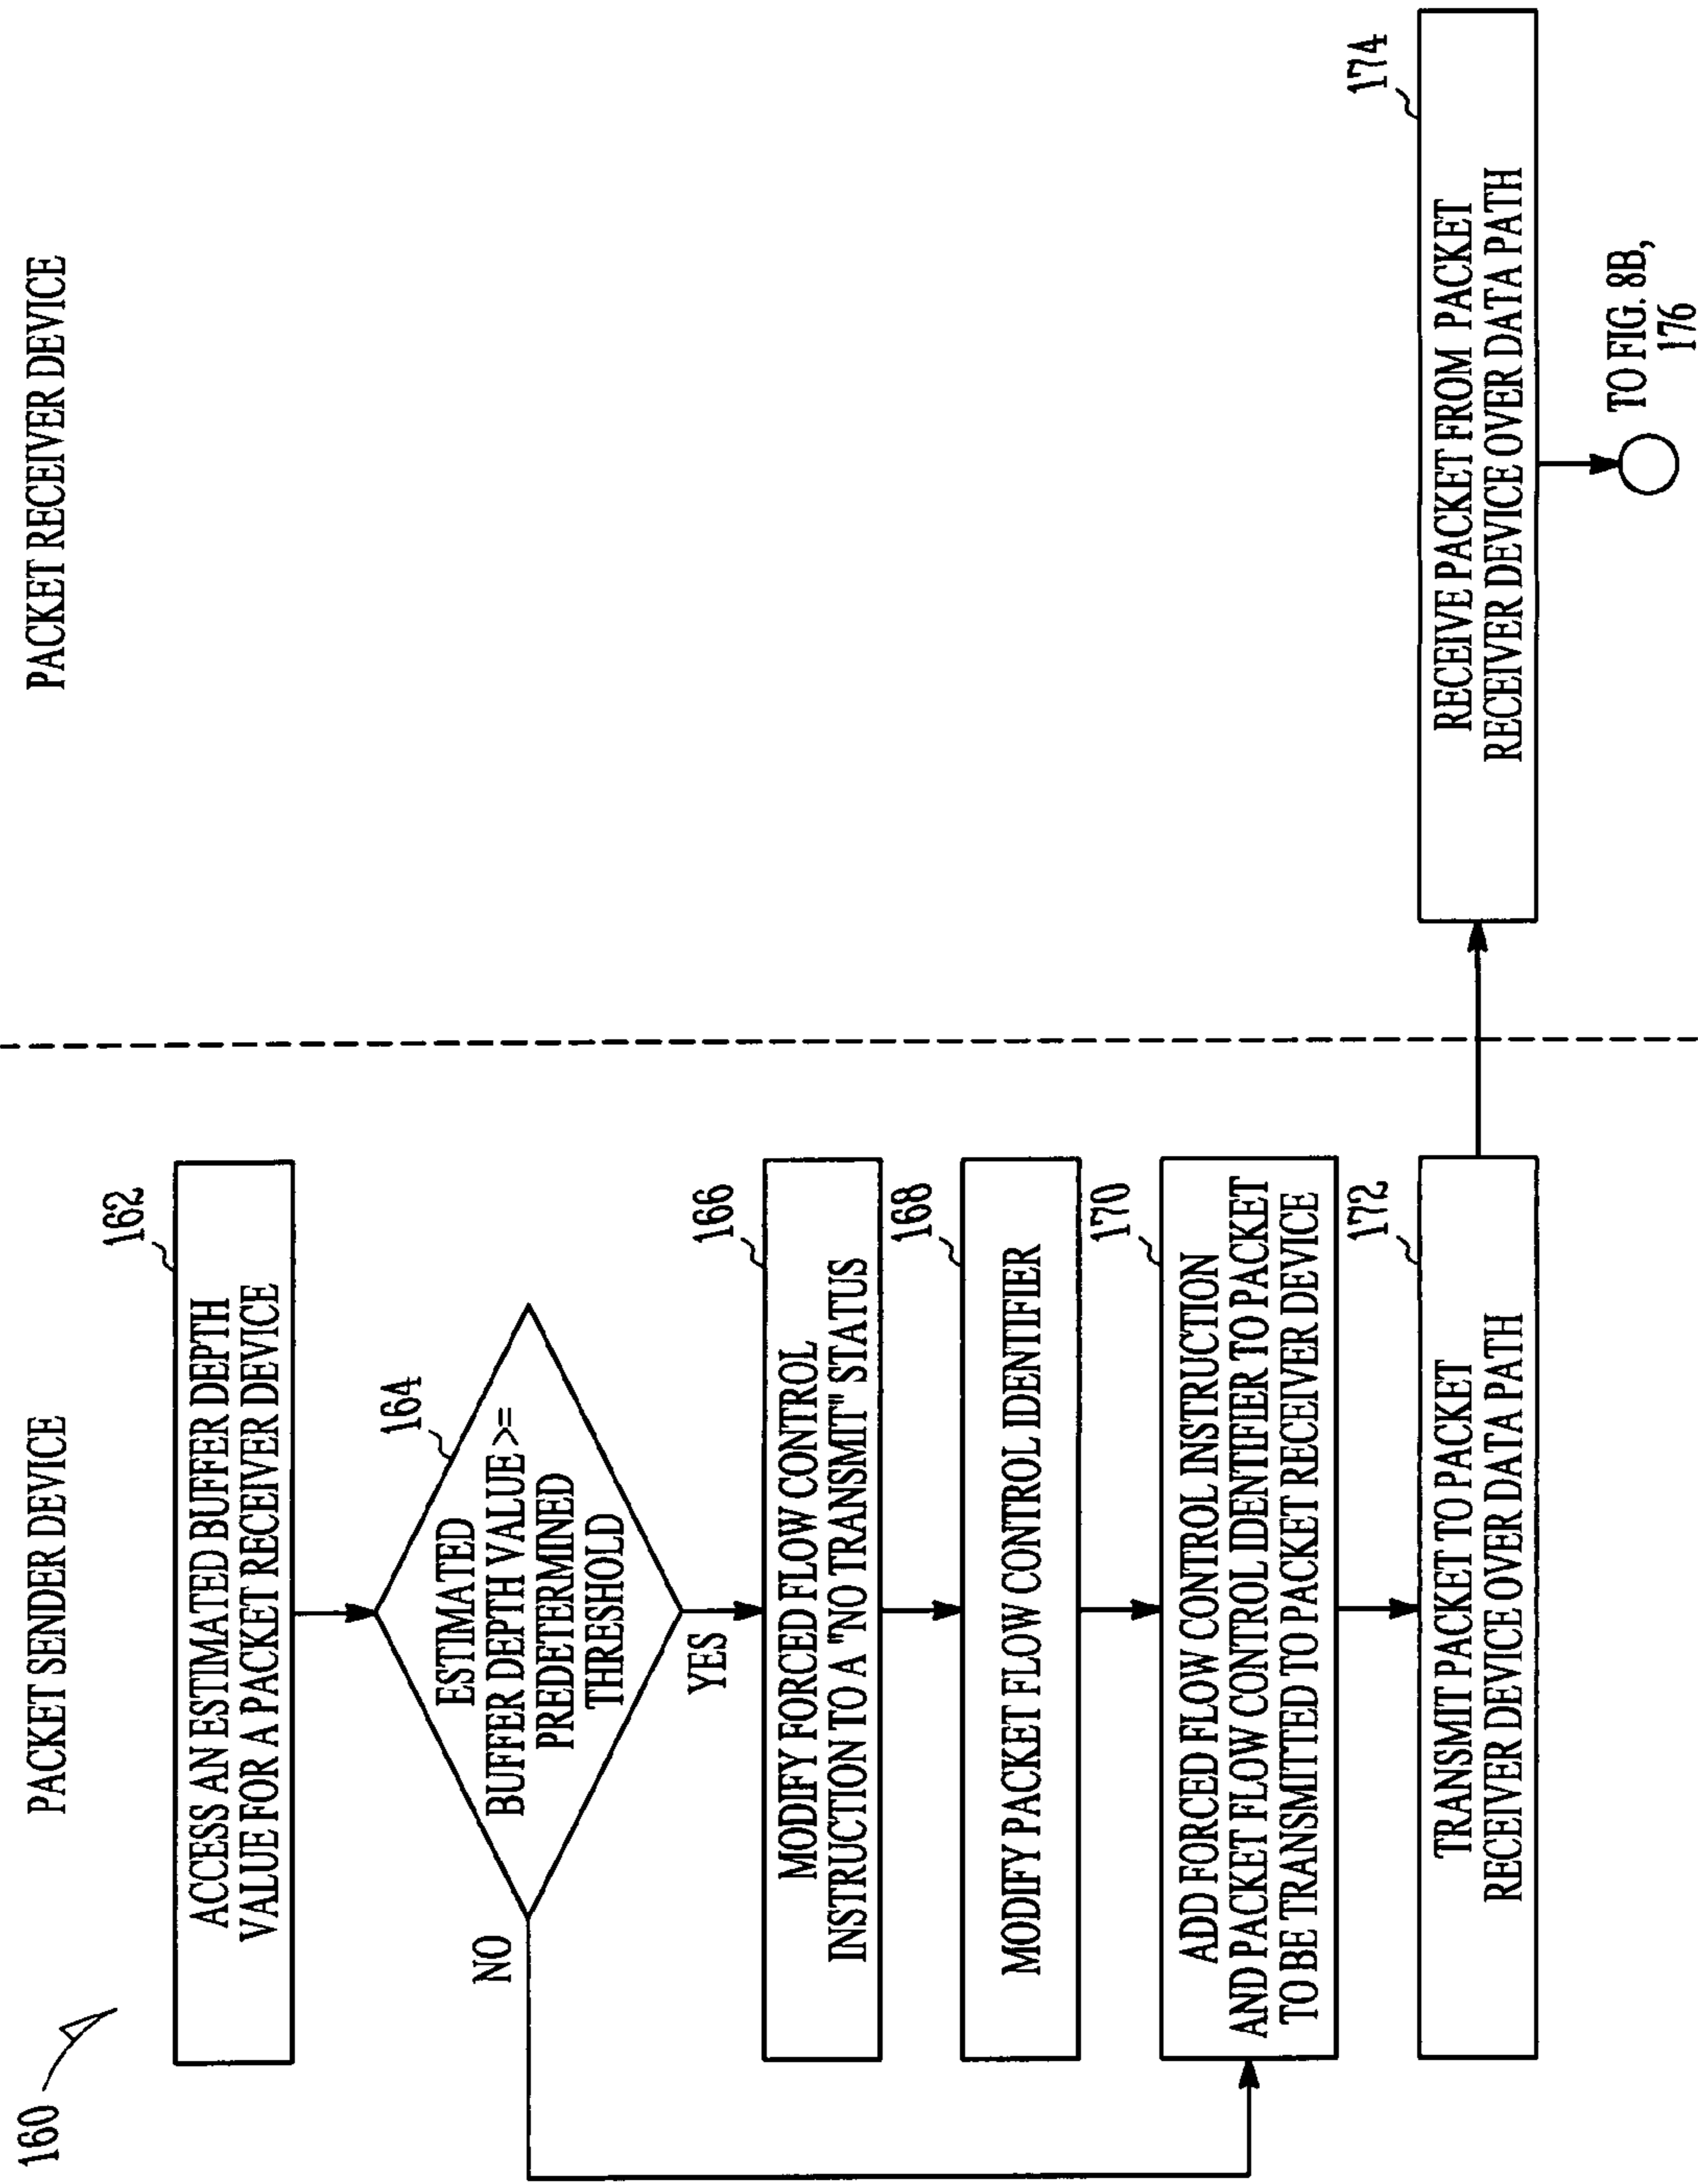 160
PACKET SENDER DEVICE
PACKET RECEIVER DEVICE
162
ACCESS AN ESTIMATED BUFFER DEPTH
VALUE FOR A PACKET RECEIVER DEVICE
164
ESTIMATED
BUFFER DEPTH VALUE >=
PREDETERMINED
THRESHOLD
NO
YES
166
MODIFY FORCED FLOW CONTROL
INSTRUCTION TO A "NO TRANSMIT" STATUS
168
MODIFY PACKET FLOW CONTROL IDENTIFIER
170
ADD FORCED FLOW CONTROL INSTRUCTION
AND PACKET FLOW CONTROL IDENTIFIER TO PACKET
TO BE TRANSMITTED TO PACKET RECEIVER DEVICE
172
TRANSMIT PACKET TO PACKET
RECEIVER DEVICE OVER DATA PATH
174
RECEIVE PACKET FROM PACKET
RECEIVER DEVICE OVER DATA PATH
TO FIG. 8B,
176